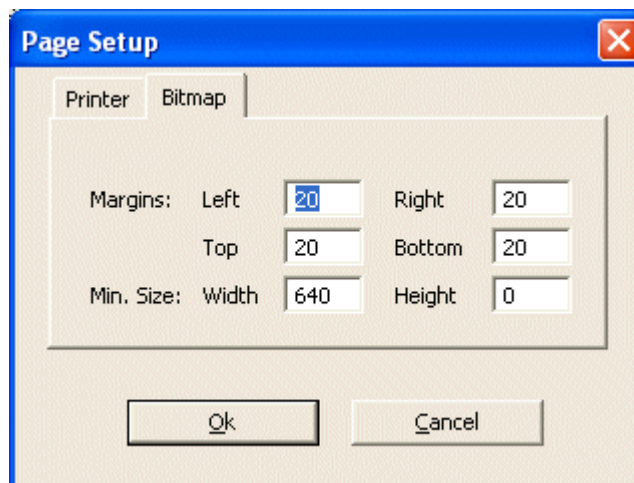 Page Setup
Printer Bitmap
Margins: Left 20 Right 20
Top 20 Bottom 20
Min. Size: Width 640 Height 0
Ok Cancel